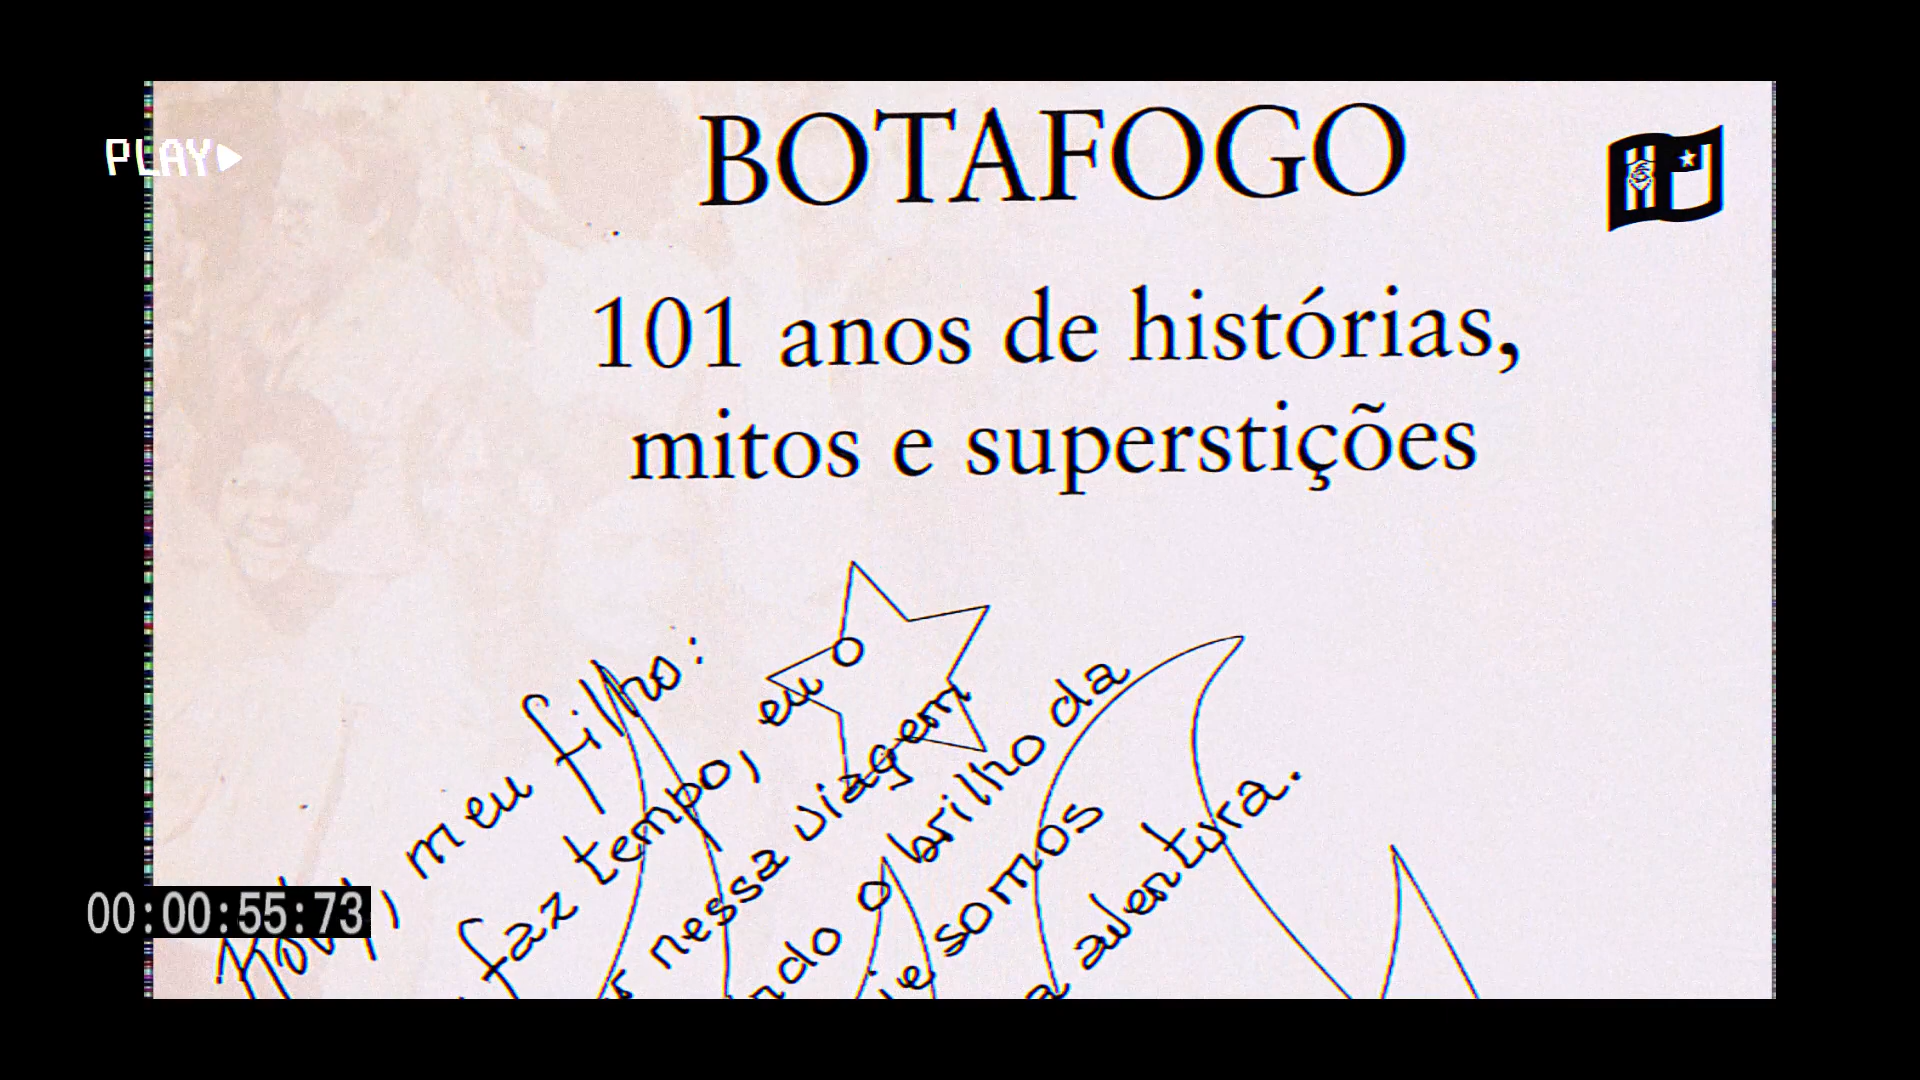 PLAY
BOTAFOGO
101 anos de histórias,
mitos e superstições
meu filho:
faz tempo, eu o
nessa viagem
o brilho da
somos
aventura.
00:00:55:73